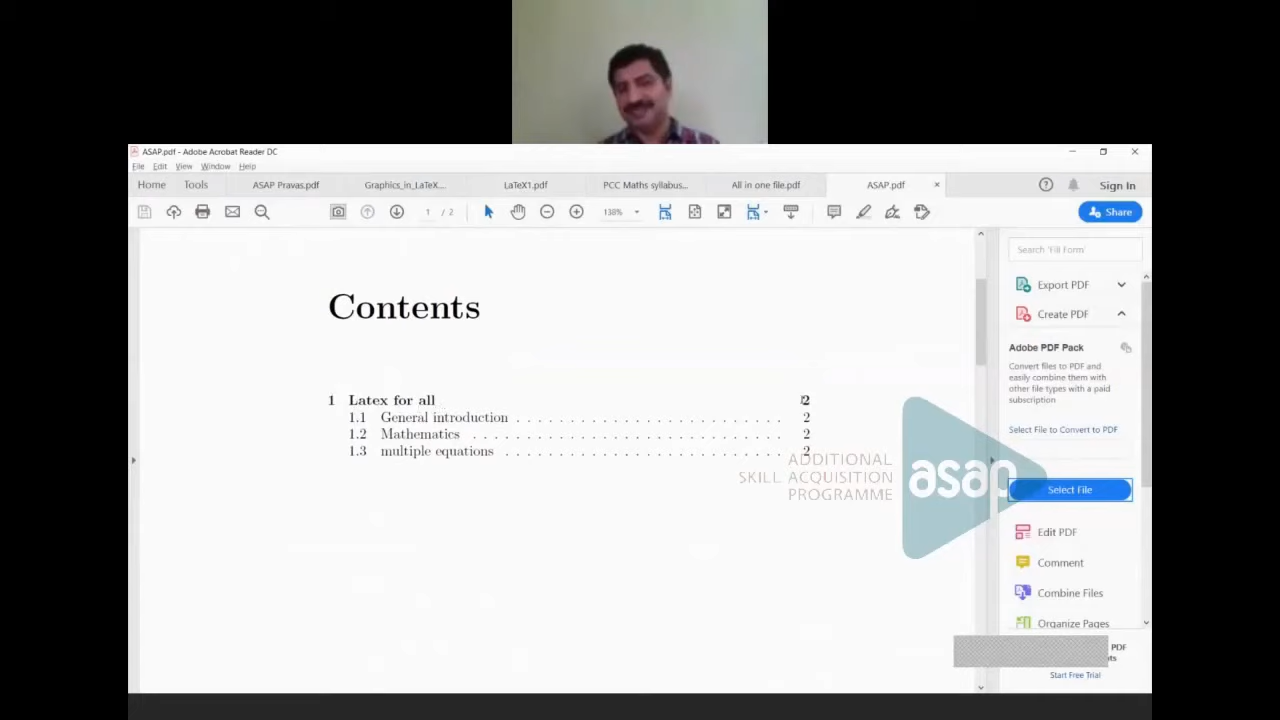 ASAP.pdf - Adobe Acrobat Reader DC
File Edit View Window Help
Home Tools ASAP Pravas.pdf Graphics_in_LaTeX... LaTeX1.pdf PCC Maths syllabus... All in one file.pdf ASAP.pdf × Sign In
1 / 2 138% Share
Contents
1 Latex for all 2
1.1 General introduction . . . . . . . . . . . . . . . . . . . . . . . . 2
1.2 Mathematics . . . . . . . . . . . . . . . . . . . . . . . . . . . 2
1.3 multiple equations . . . . . . . . . . . . . . . . . . . . . . . . . 2
ADDITIONAL
SKILL ACQUISITION
PROGRAMME
asap
Search 'Fill Form'
Export PDF
Create PDF
Adobe PDF Pack
Convert files to PDF and
easily combine them with
other file types with a paid
subscription
Select File to Convert to PDF
Select File
Edit PDF
Comment
Combine Files
Organize Pages
PDF
Start Free Trial